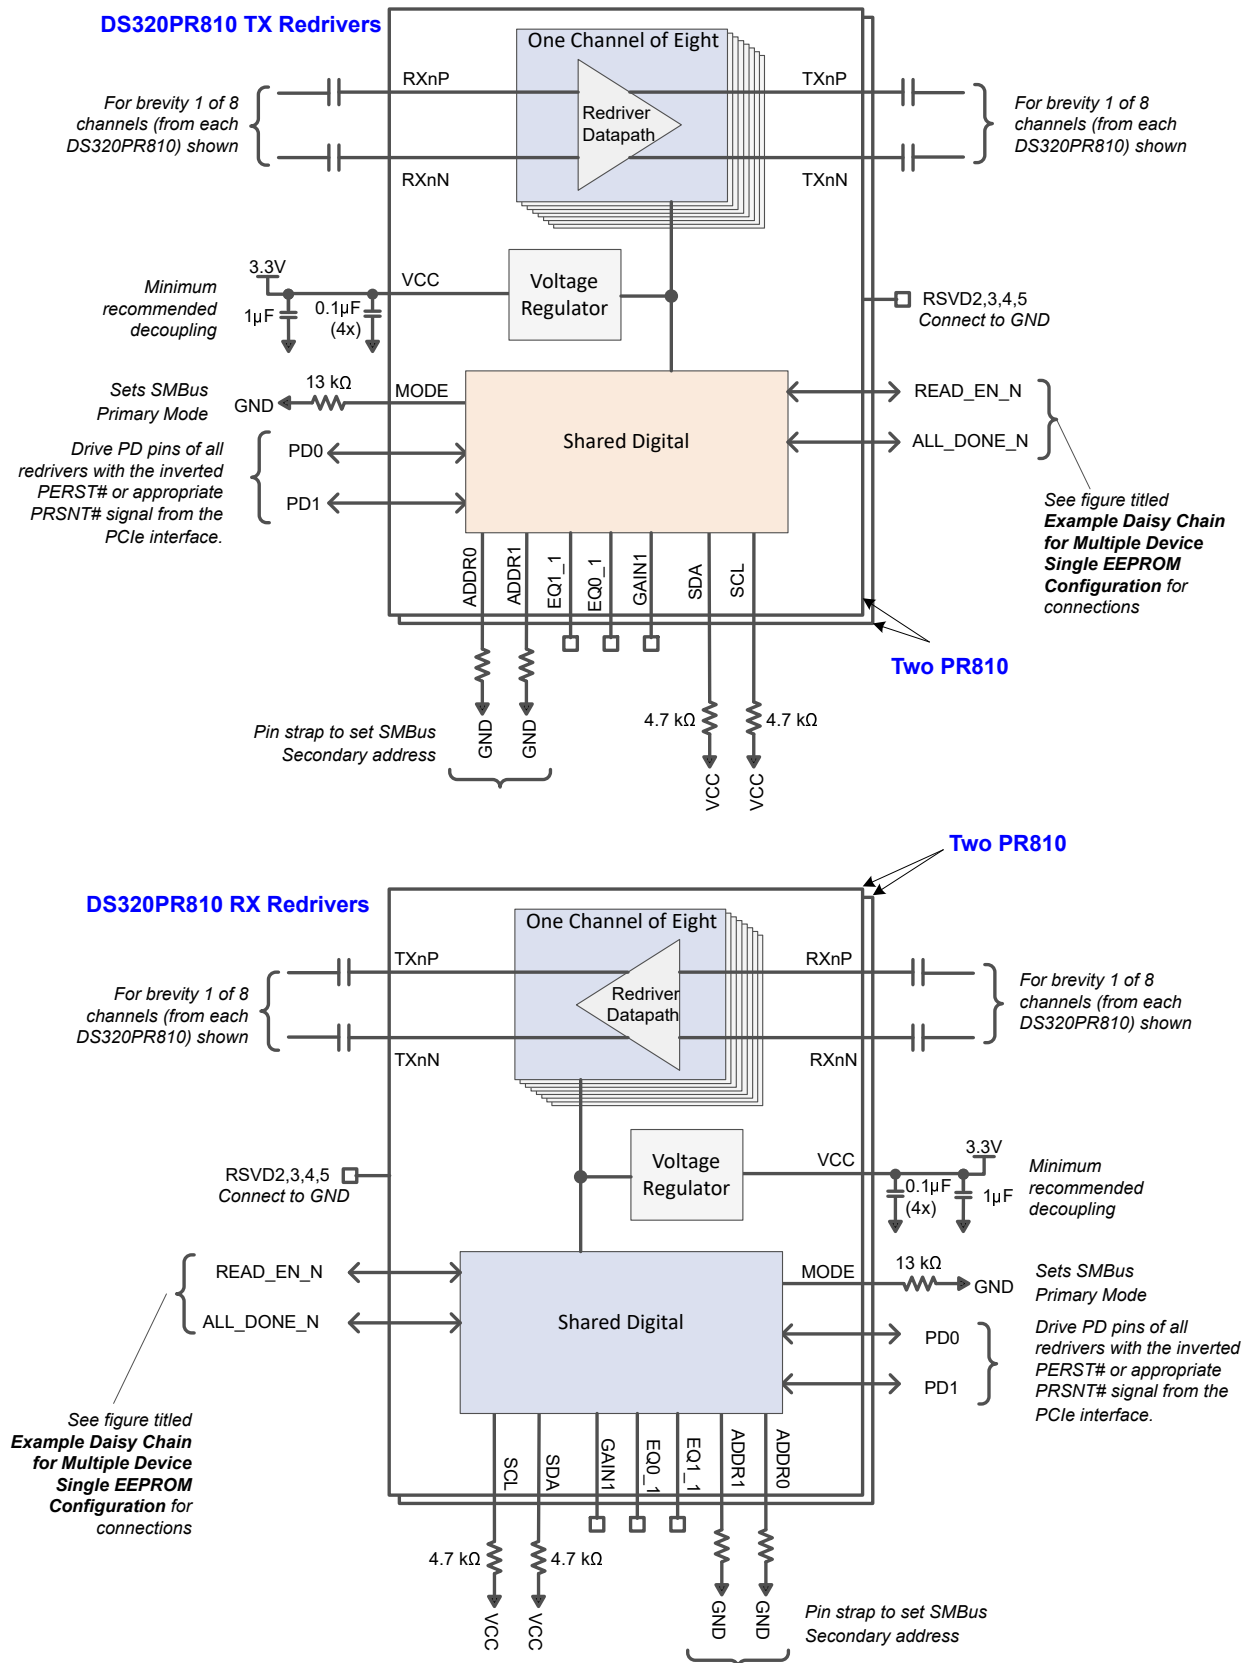 DS320PR810 TX Redrivers
One Channel of Eight
RXnP
TXnP
For brevity 1 of 8
channels (from each
DS320PR810) shown
Redriver
Datapath
For brevity 1 of 8
channels (from each
DS320PR810) shown
RXnN
TXnN
3.3V
VCC
Minimum
recommended
decoupling
1µF
0.1µF
(4x)
Voltage
Regulator
RSVD2,3,4,5
Connect to GND
Sets SMBus
Primary Mode
GND
13 kΩ
MODE
READ_EN_N
Drive PD pins of all
redrivers with the inverted
PERST# or appropriate
PRSNT# signal from the
PCIe interface.
PD0
PD1
Shared Digital
ALL_DONE_N
See figure titled
Example Daisy Chain
for Multiple Device
Single EEPROM
Configuration for
connections
ADDR0
ADDR1
EQ1_1
EQ0_1
GAIN1
SDA
SCL
Two PR810
4.7 kΩ
4.7 kΩ
Pin strap to set SMBus
Secondary address
GND
GND
VCC
VCC
Two PR810
DS320PR810 RX Redrivers
One Channel of Eight
TXnP
RXnP
For brevity 1 of 8
channels (from each
DS320PR810) shown
Redriver
Datapath
For brevity 1 of 8
channels (from each
DS320PR810) shown
TXnN
RXnN
RSVD2,3,4,5
Connect to GND
Voltage
Regulator
VCC
3.3V
0.1µF
(4x)
1µF
Minimum
recommended
decoupling
READ_EN_N
ALL_DONE_N
Shared Digital
MODE
13 kΩ
GND
Sets SMBus
Primary Mode
PD0
PD1
Drive PD pins of all
redrivers with the inverted
PERST# or appropriate
PRSNT# signal from the
PCIe interface.
See figure titled
Example Daisy Chain
for Multiple Device
Single EEPROM
Configuration for
connections
SCL
SDA
GAIN1
EQ0_1
EQ1_1
ADDR1
ADDR0
4.7 kΩ
4.7 kΩ
VCC
VCC
GND
GND
Pin strap to set SMBus
Secondary address